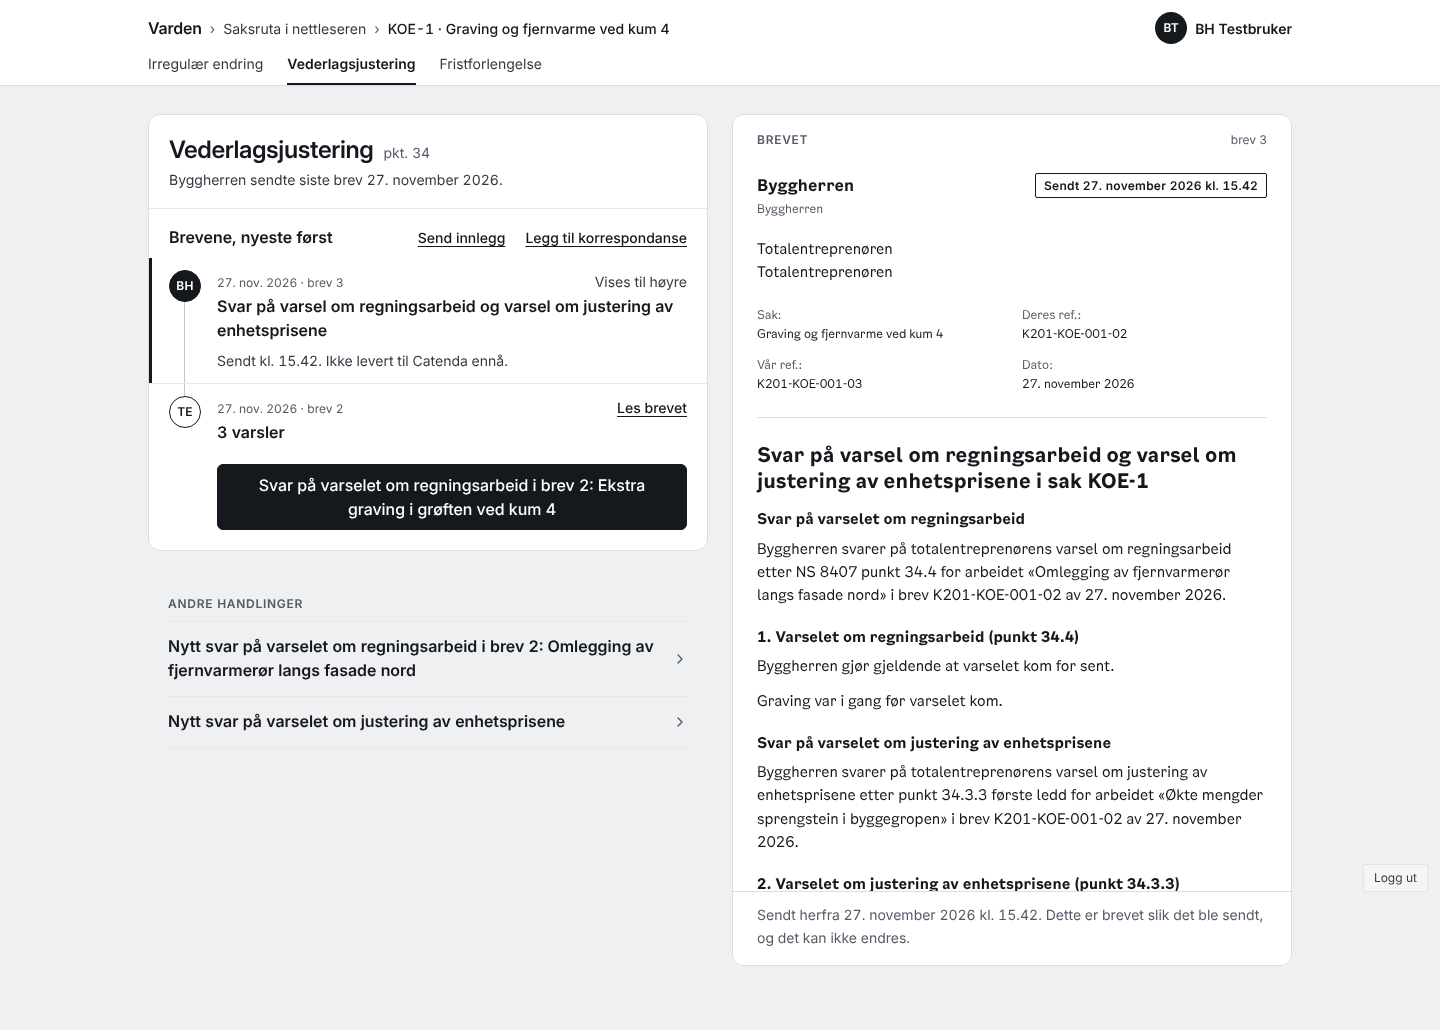 Varden › Saksruta i nettleseren › KOE-1 · Graving og fjernvarme ved kum 4
BT BH Testbruker
Irregulær endring Vederlagsjustering Fristforlengelse
Vederlagsjustering pkt. 34
Byggherren sendte siste brev 27. november 2026.
Brevene, nyeste først Send innlegg Legg til korrespondanse
BH 27. nov. 2026 · brev 3 Vises til høyre
Svar på varsel om regningsarbeid og varsel om justering av
enhetsprisene
Sendt kl. 15.42. Ikke levert til Catenda ennå.
TE 27. nov. 2026 · brev 2 Les brevet
3 varsler
Svar på varselet om regningsarbeid i brev 2: Ekstra
graving i grøften ved kum 4
ANDRE HANDLINGER
Nytt svar på varselet om regningsarbeid i brev 2: Omlegging av
fjernvarmerør langs fasade nord
Nytt svar på varselet om justering av enhetsprisene
BREVET brev 3
Byggherren Sendt 27. november 2026 kl. 15.42
Byggherren
Totalentreprenøren
Totalentreprenøren
Sak: Deres ref.:
Graving og fjernvarme ved kum 4 K201-KOE-001-02
Vår ref.: Dato:
K201-KOE-001-03 27. november 2026
Svar på varsel om regningsarbeid og varsel om
justering av enhetsprisene i sak KOE-1
Svar på varselet om regningsarbeid
Byggherren svarer på totalentreprenørens varsel om regningsarbeid
etter NS 8407 punkt 34.4 for arbeidet «Omlegging av fjernvarmerør
langs fasade nord» i brev K201-KOE-001-02 av 27. november 2026.
1. Varselet om regningsarbeid (punkt 34.4)
Byggherren gjør gjeldende at varselet kom for sent.
Graving var i gang før varselet kom.
Svar på varselet om justering av enhetsprisene
Byggherren svarer på totalentreprenørens varsel om justering av
enhetsprisene etter punkt 34.3.3 første ledd for arbeidet «Økte mengder
sprengstein i byggegropen» i brev K201-KOE-001-02 av 27. november
2026.
2. Varselet om justering av enhetsprisene (punkt 34.3.3)
Sendt herfra 27. november 2026 kl. 15.42. Dette er brevet slik det ble sendt,
og det kan ikke endres.
Logg ut